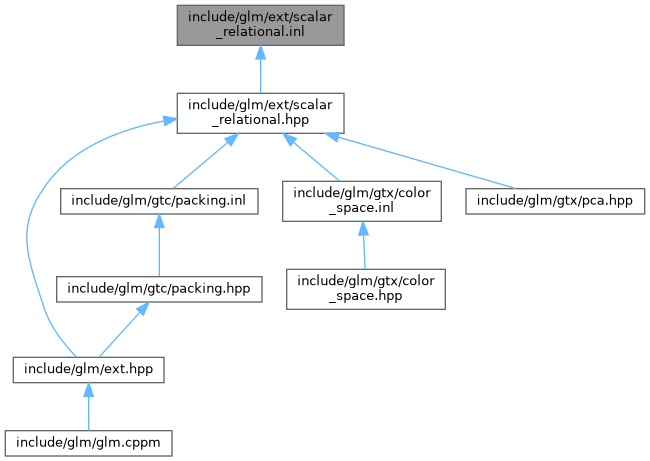 include/glm/ext/scalar
_relational.inl
include/glm/ext/scalar
_relational.hpp
include/glm/gtc/packing.inl
include/glm/gtx/color
_space.inl
include/glm/gtx/pca.hpp
include/glm/gtc/packing.hpp
include/glm/gtx/color
_space.hpp
include/glm/ext.hpp
include/glm/glm.cppm